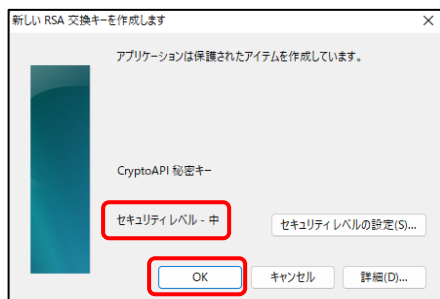 新しい RSA 交換キーを作成します
アプリケーションは保護されたアイテムを作成しています。
CryptoAPI 秘密キー
セキュリティ レベル - 中
セキュリティ レベルの設定(S)...
OK
キャンセル
詳細(D)...